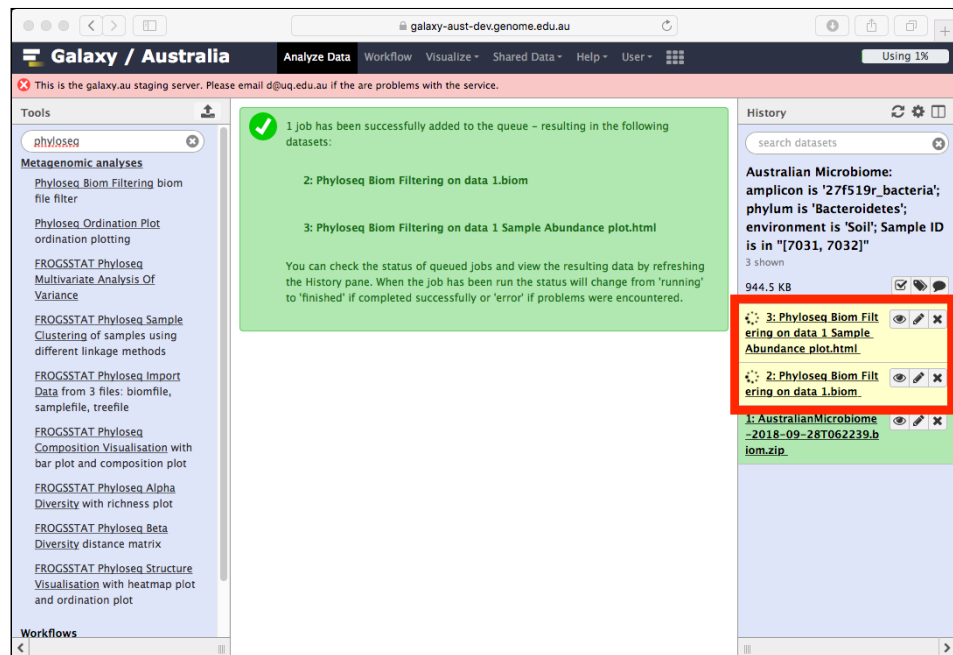 galaxy-aust-dev.genome.edu.au
Galaxy / Australia
Analyze Data Workflow Visualize Shared Data Help User
Using 1%
This is the galaxy.au staging server. Please email d@uq.edu.au if the are problems with the service.
Tools
phyloseq
Metagenomic analyses
Phyloseq Biom Filtering biom
file filter
Phyloseq Ordination Plot
ordination plotting
FROGSSTAT Phyloseq
Multivariate Analysis Of
Variance
FROGSSTAT Phyloseq Sample
Clustering of samples using
different linkage methods
FROGSSTAT Phyloseq Import
Data from 3 files: biomfile,
samplefile, treefile
FROGSSTAT Phyloseq
Composition Visualisation with
bar plot and composition plot
FROGSSTAT Phyloseq Alpha
Diversity with richness plot
FROGSSTAT Phyloseq Beta
Diversity distance matrix
FROGSSTAT Phyloseq Structure
Visualisation with heatmap plot
and ordination plot
Workflows
1 job has been successfully added to the queue – resulting in the following
datasets:
2: Phyloseq Biom Filtering on data 1.biom
3: Phyloseq Biom Filtering on data 1 Sample Abundance plot.html
You can check the status of queued jobs and view the resulting data by refreshing
the History pane. When the job has been run the status will change from 'running'
to 'finished' if completed successfully or 'error' if problems were encountered.
History
search datasets
Australian Microbiome:
amplicon is '27f519r_bacteria';
phylum is 'Bacteroidetes';
environment is 'Soil'; Sample ID
is in "[7031, 7032]"
3 shown
944.5 KB
3: Phyloseq Biom Filt
ering on data 1 Sample
Abundance plot.html
2: Phyloseq Biom Filt
ering on data 1.biom
1: AustralianMicrobiome
-2018-09-28T062239.b
iom.zip